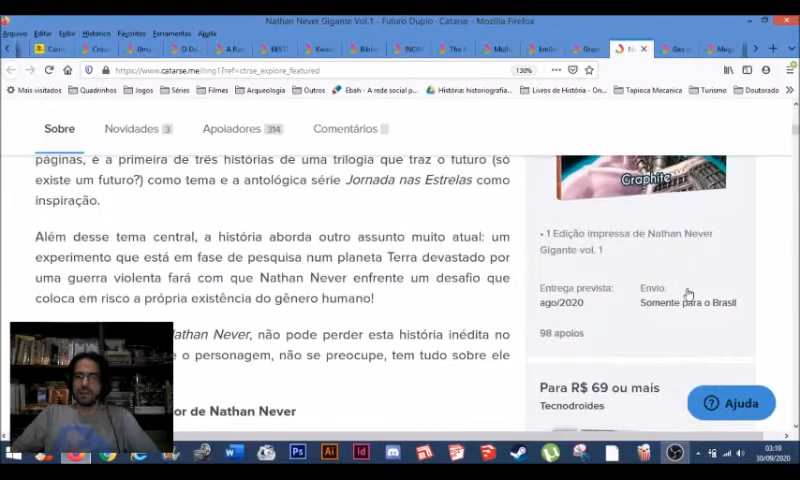 Nathan Never Gigante Vol.1 - Futuro Duplo - Catarse - Mozilla Firefox
Arquivo Editar Exibir Histórico Favoritos Ferramentas Ajuda
https://www.catarse.me/nng1?ref=ctrse_explore_featured
130%
Mais visitados Quadrinhos Jogos Séries Filmes Arqueologia Outros Ebah - A rede social p... História: historiografia... Livros de História - On... Tapioca Mecanica Turismo Doutorado
Sobre Novidades 3 Apoiadores 314 Comentários
páginas, é a primeira de três histórias de uma trilogia que traz o futuro (só
existe um futuro?) como tema e a antológica série Jornada nas Estrelas como
inspiração.
Além desse tema central, a história aborda outro assunto muito atual: um
experimento que está em fase de pesquisa num planeta Terra devastado por
uma guerra violenta fará com que Nathan Never enfrente um desafio que
coloca em risco a própria existência do gênero humano!
Nathan Never, não pode perder esta história inédita no
e o personagem, não se preocupe, tem tudo sobre ele
or de Nathan Never
Graphite
• 1 Edição impressa de Nathan Never
Gigante vol. 1
Entrega prevista: Envio:
ago/2020 Somente para o Brasil
98 apoios
Para R$ 69 ou mais
Tecnodroides
Ajuda
03:10
30/09/2020